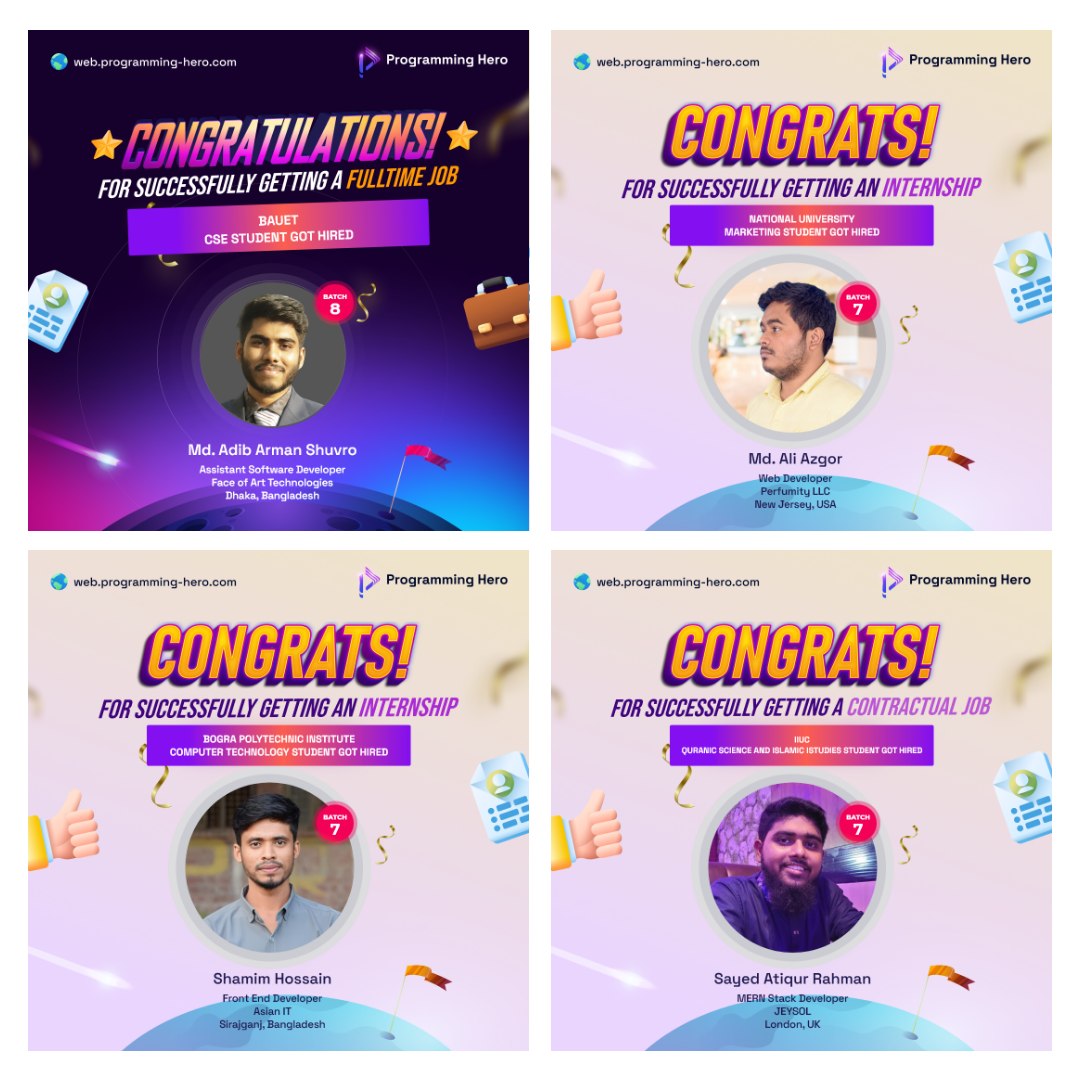 web.programming-hero.com
Programming Hero
CONGRATULATIONS!
FOR SUCCESSFULLY GETTING A FULLTIME JOB
BAUET
CSE STUDENT GOT HIRED
BATCH
8
Md. Adib Arman Shuvro
Assistant Software Developer
Face of Art Technologies
Dhaka, Bangladesh
web.programming-hero.com
Programming Hero
CONGRATS!
FOR SUCCESSFULLY GETTING AN INTERNSHIP
NATIONAL UNIVERSITY
MARKETING STUDENT GOT HIRED
BATCH
7
Md. Ali Azgor
Web Developer
Perfumity LLC
New Jersey, USA
web.programming-hero.com
Programming Hero
CONGRATS!
FOR SUCCESSFULLY GETTING AN INTERNSHIP
BOGRA POLYTECHNIC INSTITUTE
COMPUTER TECHNOLOGY STUDENT GOT HIRED
BATCH
7
Shamim Hossain
Front End Developer
Asian IT
Sirajganj, Bangladesh
web.programming-hero.com
Programming Hero
CONGRATS!
FOR SUCCESSFULLY GETTING A CONTRACTUAL JOB
IIUC
QURANIC SCIENCE AND ISLAMIC ISTUDIES STUDENT GOT HIRED
BATCH
7
Sayed Atiqur Rahman
MERN Stack Developer
JEYSOL
London, UK